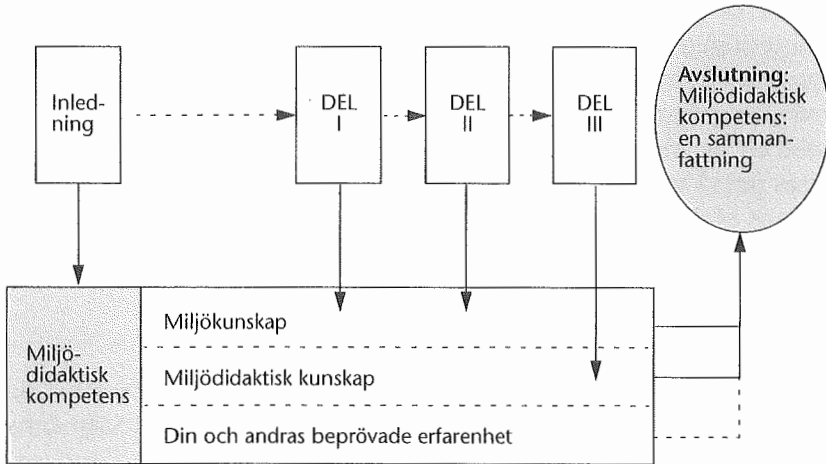 Inled-
ning
DEL
I
DEL
II
DEL
III
Avslutning:
Miljödidaktisk
kompetens:
en samman-
fattning
Miljö-
didaktisk
kompetens
Miljökunskap
Miljödidaktisk kunskap
Din och andras beprövade erfarenhet